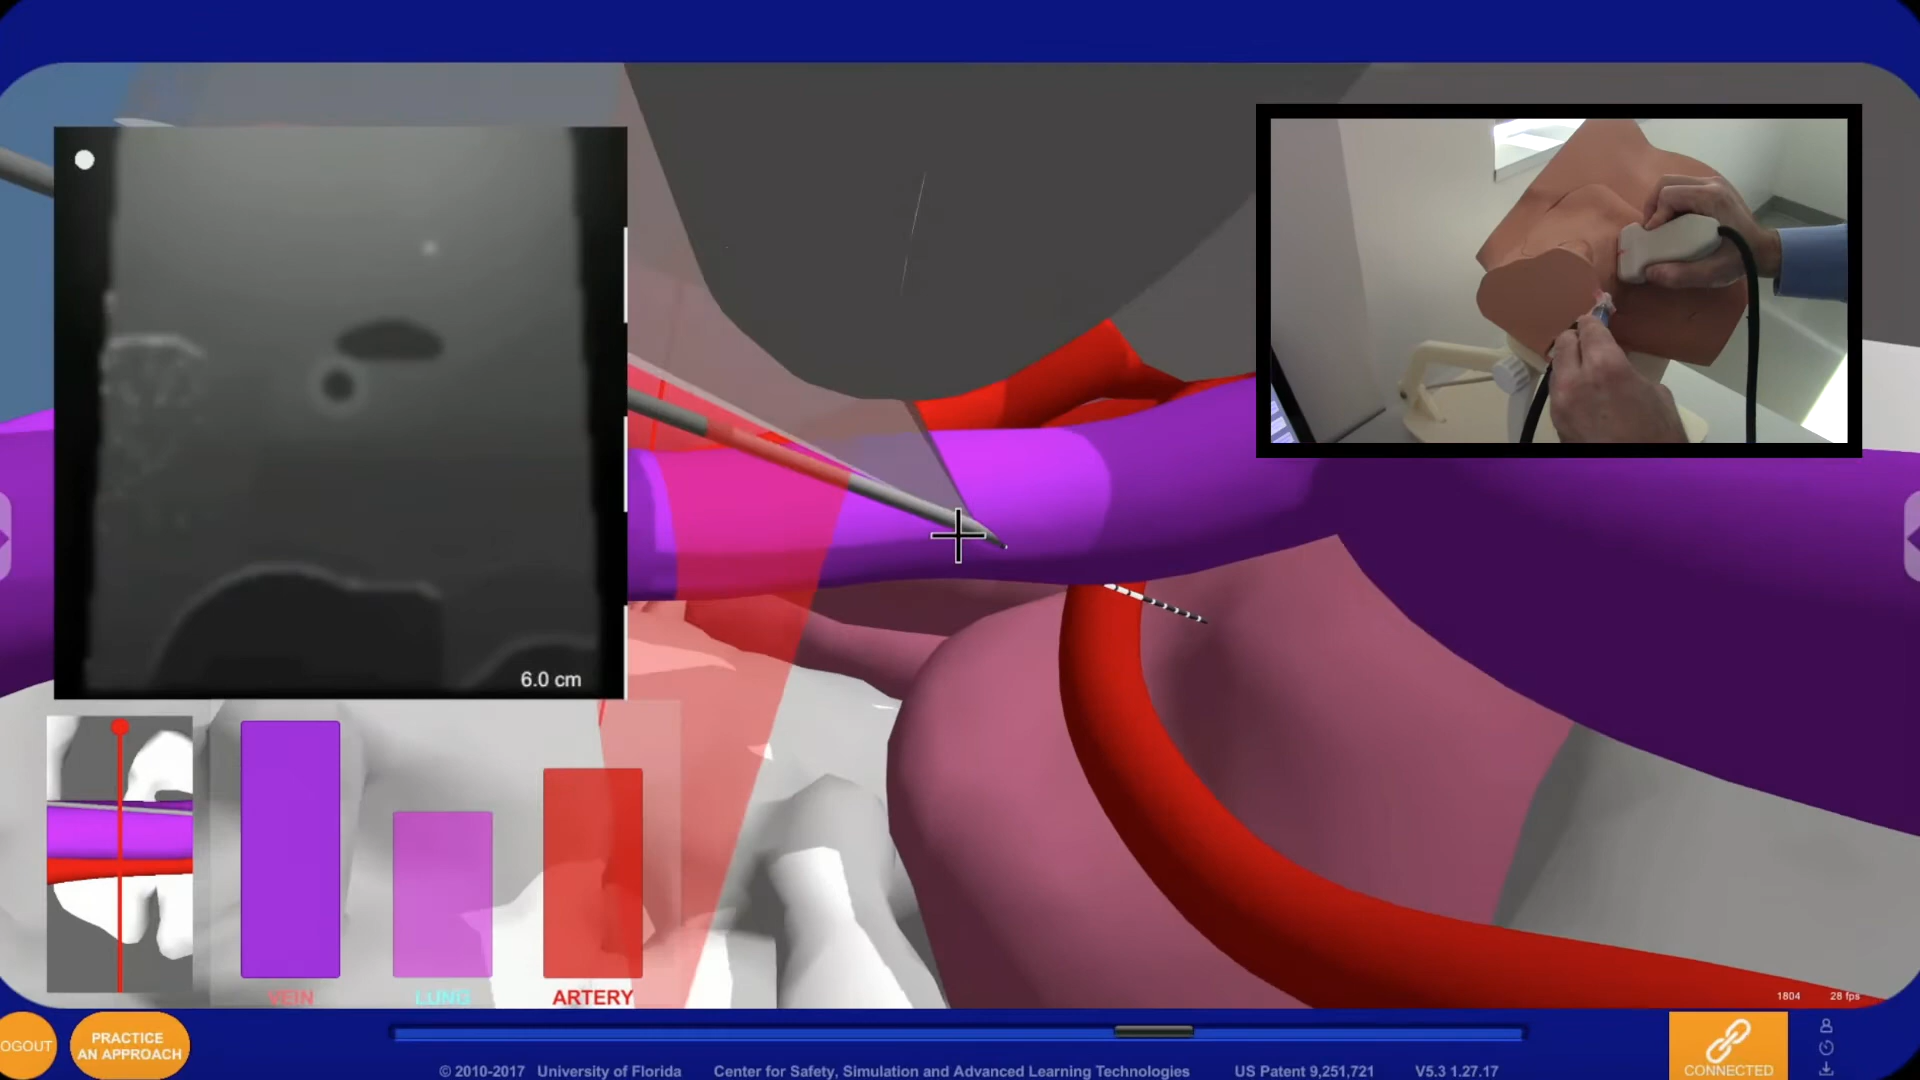 6.0 cm
VEIN
LUNG
ARTERY
1804
28 fps
OGOUT
PRACTICE
AN APPROACH
© 2010-2017 University of Florida Center for Safety, Simulation and Advanced Learning Technologies US Patent 9,251,721 V5.3 1.27.17
CONNECTED